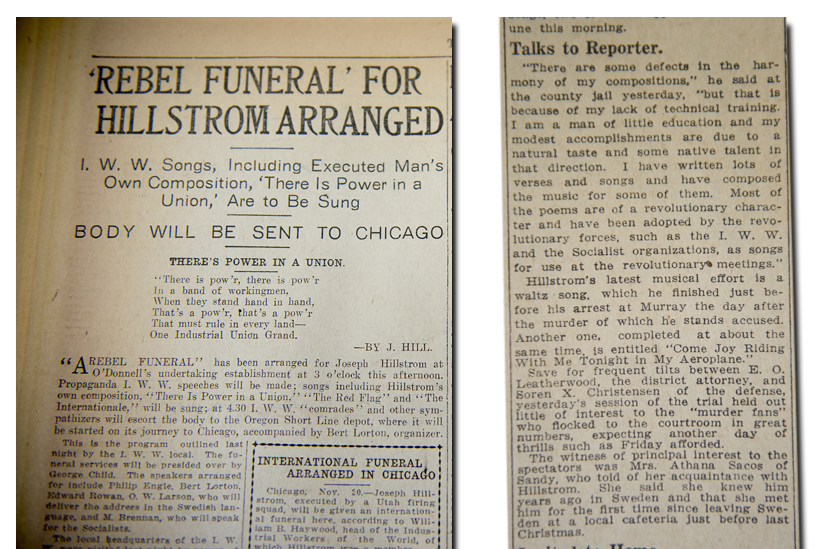 'REBEL FUNERAL' FOR
HILLSTROM ARRANGED
I. W. W. Songs, Including Executed Man's
Own Composition, 'There Is Power in a
Union,' Are to Be Sung
BODY WILL BE SENT TO CHICAGO
THERE'S POWER IN A UNION.
"There is pow'r, there is pow'r
In a band of workingmen,
When they stand hand in hand,
That's a pow'r, that's a pow'r
That must rule in every land—
One Industrial Union Grand.
—BY J. HILL.
"A REBEL FUNERAL" has been arranged for Joseph Hillstrom at
O'Donnell's undertaking establishment at 3 o'clock this afternoon.
Propaganda I. W. W. speeches will be made; songs including Hillstrom's
own composition, "There Is Power in a Union," "The Red Flag" and "The
Internationale," will be sung; at 4.30 I. W. W. "comrades" and other sym-
pathizers will escort the body to the Oregon Short Line depot, where it will
be started on its journey to Chicago, accompanied by Bert Lorton, organizer.
This is the program outlined last
night by the I. W. W. local. The fu-
neral services will be presided over by
George Child. The speakers arranged
for include Philip Engle, Bert Lorton,
Edward Rowan, O. W. Larson, who will
deliver the address in the Swedish lan-
guage, and M. Brennan, who will speak
for the Socialists.
The local headquarters of the I. W.
INTERNATIONAL FUNERAL
ARRANGED IN CHICAGO
Chicago, Nov. 20.—Joseph Hill-
strom, executed by a Utah firing
squad, will be given an internation-
al funeral here, according to Willi-
iam B. Haywood, head of the Indus-
trial Workers of the World, of
which Hillstrom was a member.
une this morning.
Talks to Reporter.
"There are some defects in the har-
mony of my compositions," he said at
the county jail yesterday, "but that is
because of my lack of technical training.
I am a man of little education and my
modest accomplishments are due to a
natural taste and some native talent in
that direction. I have written lots of
verses and songs and have composed
the music for some of them. Most of
the poems are of a revolutionary charac-
ter and have been adopted by the revo-
lutionary forces, such as the I. W. W.
and the Socialist organizations, as songs
for use at the revolutionary meetings."
Hillstrom's latest musical effort is a
waltz song, which he finished just be-
fore his arrest at Murray the day after
the murder of which he stands accused.
Another one, completed at about the
same time, is entitled "Come Joy Riding
With Me Tonight in My Aeroplane."
Save for frequent tilts between E. O.
Leatherwood, the district attorney, and
Soren X. Christensen of the defense,
yesterday's session of the trial held out
little of interest to the "murder fans"
who flocked to the courtroom in great
numbers, expecting another day of
thrills such as Friday afforded.
The witness of principal interest to the
spectators was Mrs. Athana Sacos of
Sandy, who told of her acquaintance with
Hillstrom. She said she knew him
years ago in Sweden and that she met
him for the first time since leaving Swe-
den at a local cafeteria just before last
Christmas.